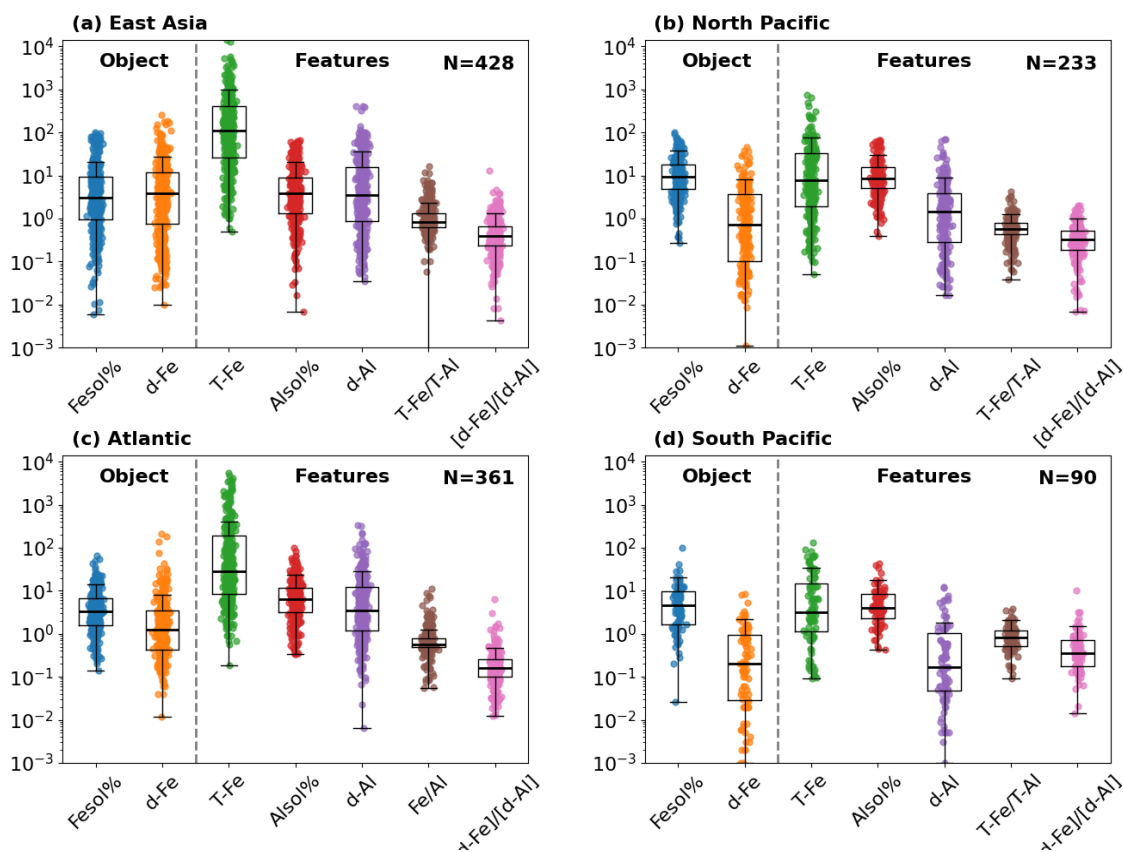 (a) East Asia
Object
Features
N=428
10^4
10^3
10^2
10^1
10^0
10^-1
10^-2
10^-3
Fesol%
d-Fe
T-Fe
Alsol%
d-Al
T-Fe/T-Al
[d-Fe]/[d-Al]
(b) North Pacific
Object
Features
N=233
10^4
10^3
10^2
10^1
10^0
10^-1
10^-2
10^-3
Fesol%
d-Fe
T-Fe
Alsol%
d-Al
T-Fe/T-Al
[d-Fe]/[d-Al]
(c) Atlantic
Object
Features
N=361
10^4
10^3
10^2
10^1
10^0
10^-1
10^-2
10^-3
Fesol%
d-Fe
T-Fe
Alsol%
d-Al
Fe/Al
d-Fe]/[d-Al]
(d) South Pacific
Object
Features
N=90
10^4
10^3
10^2
10^1
10^0
10^-1
10^-2
10^-3
Fesol%
d-Fe
T-Fe
Alsol%
d-Al
T-Fe/T-Al
d-Fe]/[d-Al]